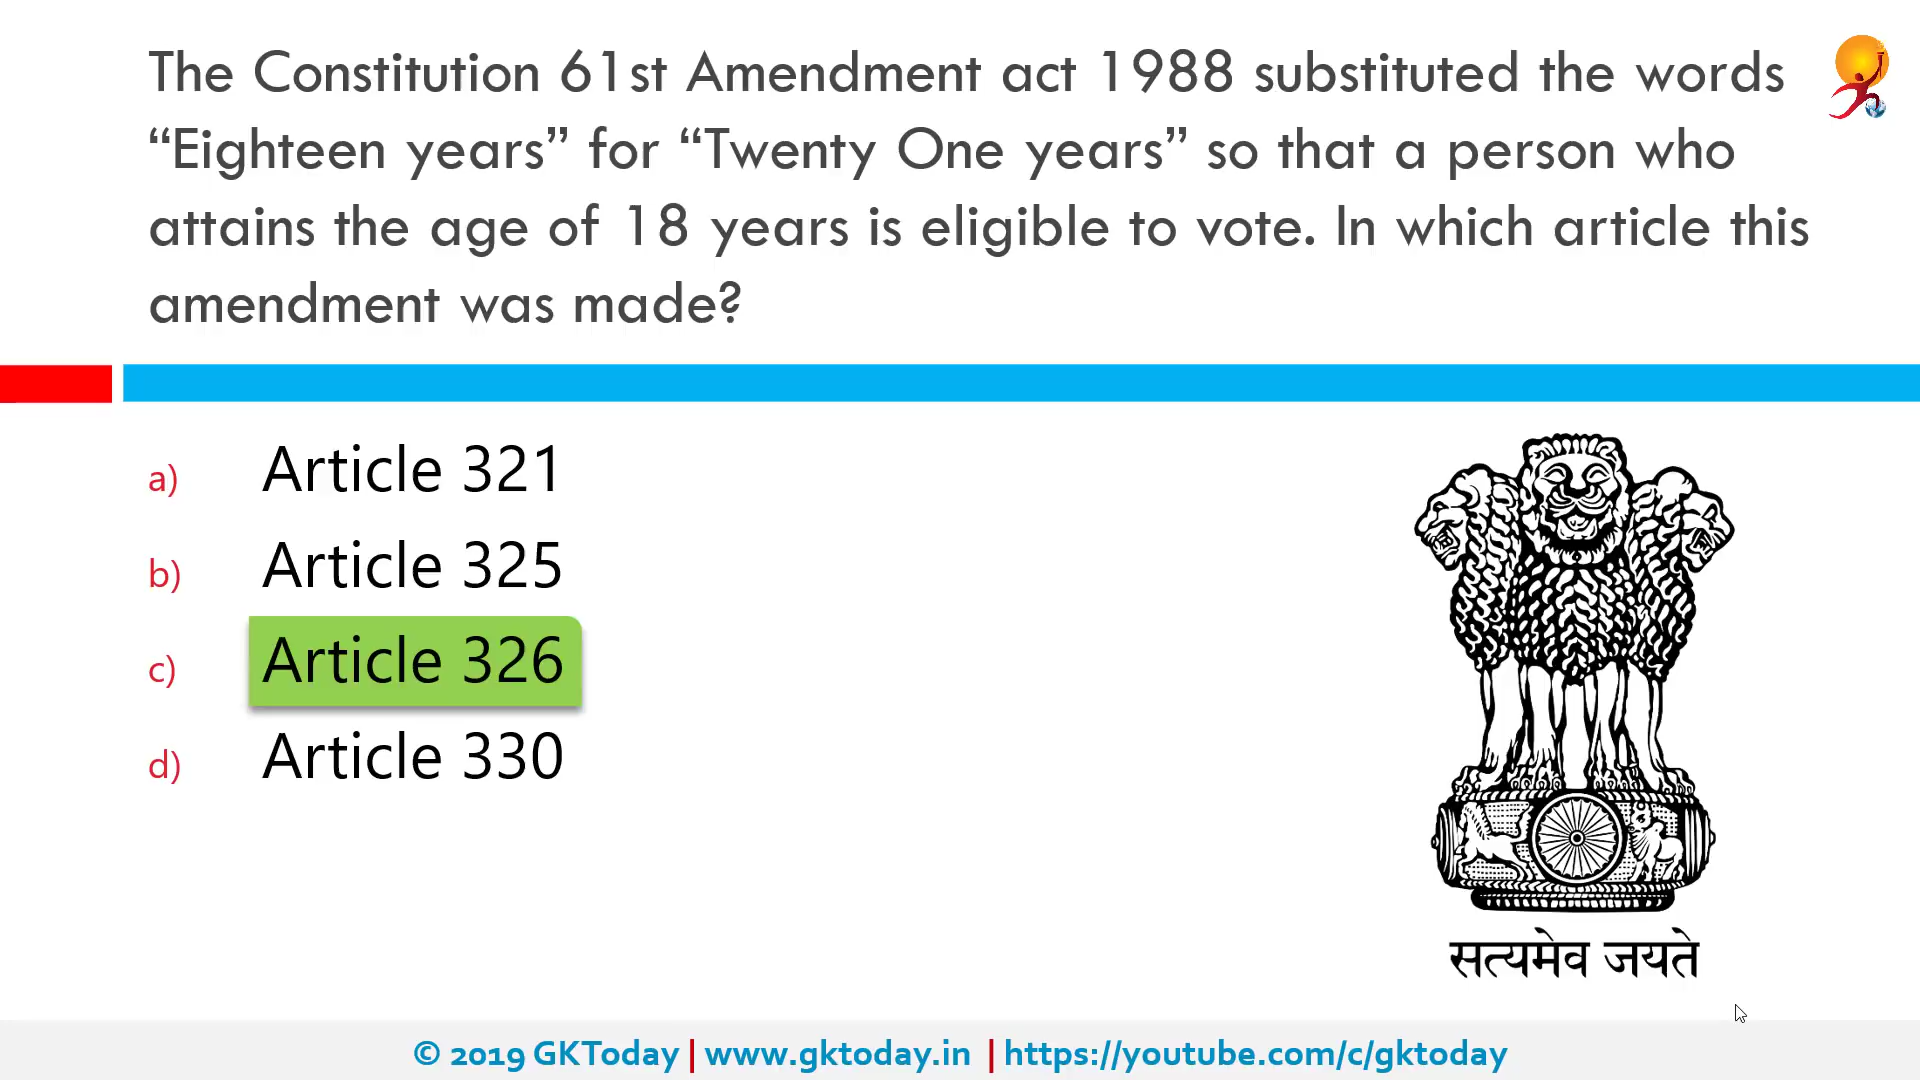 The Constitution 61st Amendment act 1988 substituted the words
“Eighteen years” for “Twenty One years” so that a person who
attains the age of 18 years is eligible to vote. In which article this
amendment was made?
a) Article 321
b) Article 325
c) Article 326
d) Article 330
सत्यमेव जयते
© 2019 GKToday | www.gktoday.in | https://youtube.com/c/gktoday